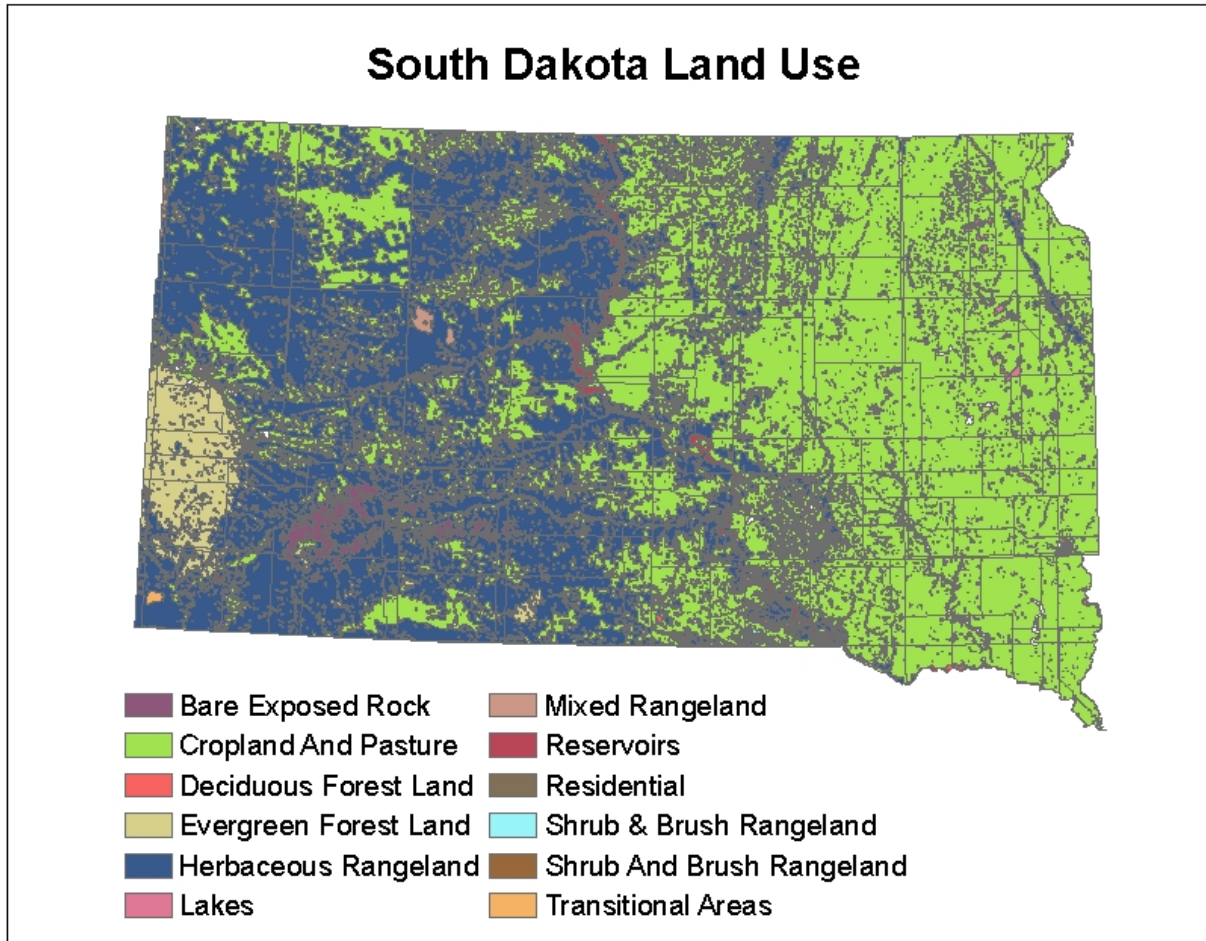 South Dakota Land Use
Bare Exposed Rock
Cropland And Pasture
Deciduous Forest Land
Evergreen Forest Land
Herbaceous Rangeland
Lakes
Mixed Rangeland
Reservoirs
Residential
Shrub & Brush Rangeland
Shrub And Brush Rangeland
Transitional Areas